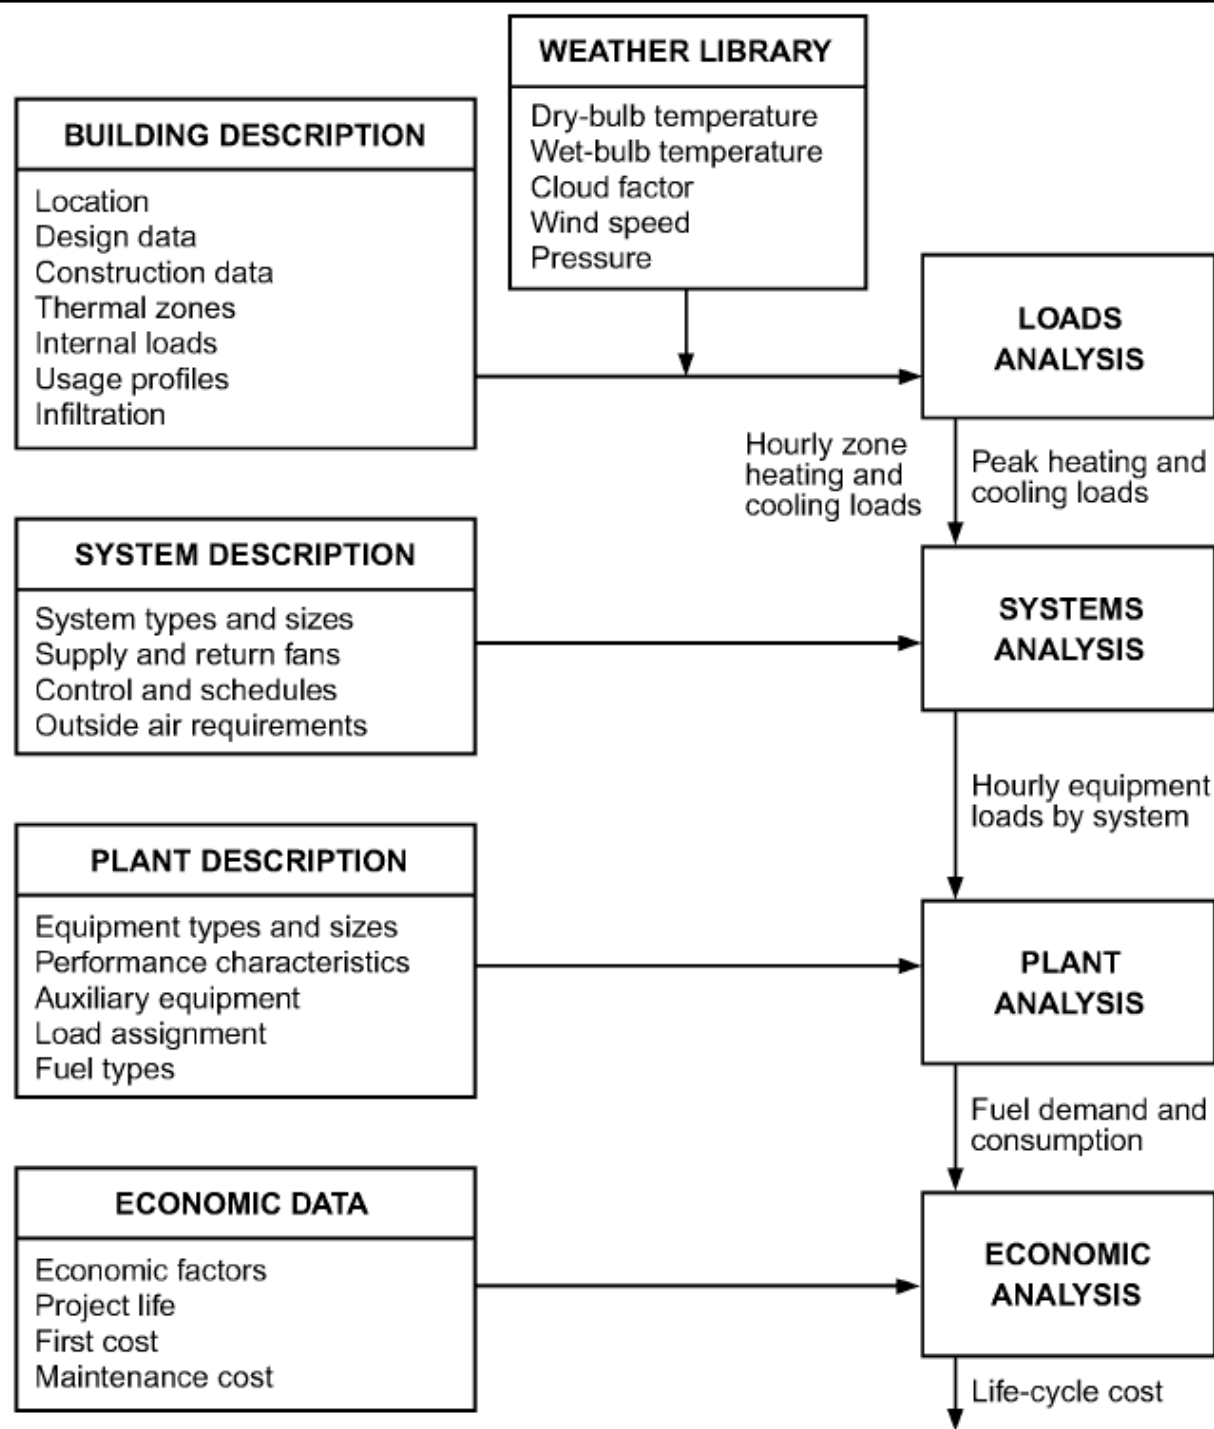 WEATHER LIBRARY
Dry-bulb temperature
Wet-bulb temperature
Cloud factor
Wind speed
Pressure
BUILDING DESCRIPTION
Location
Design data
Construction data
Thermal zones
Internal loads
Usage profiles
Infiltration
LOADS
ANALYSIS
Hourly zone
heating and
cooling loads
Peak heating and
cooling loads
SYSTEM DESCRIPTION
System types and sizes
Supply and return fans
Control and schedules
Outside air requirements
SYSTEMS
ANALYSIS
Hourly equipment
loads by system
PLANT DESCRIPTION
Equipment types and sizes
Performance characteristics
Auxiliary equipment
Load assignment
Fuel types
PLANT
ANALYSIS
Fuel demand and
consumption
ECONOMIC DATA
Economic factors
Project life
First cost
Maintenance cost
ECONOMIC
ANALYSIS
Life-cycle cost